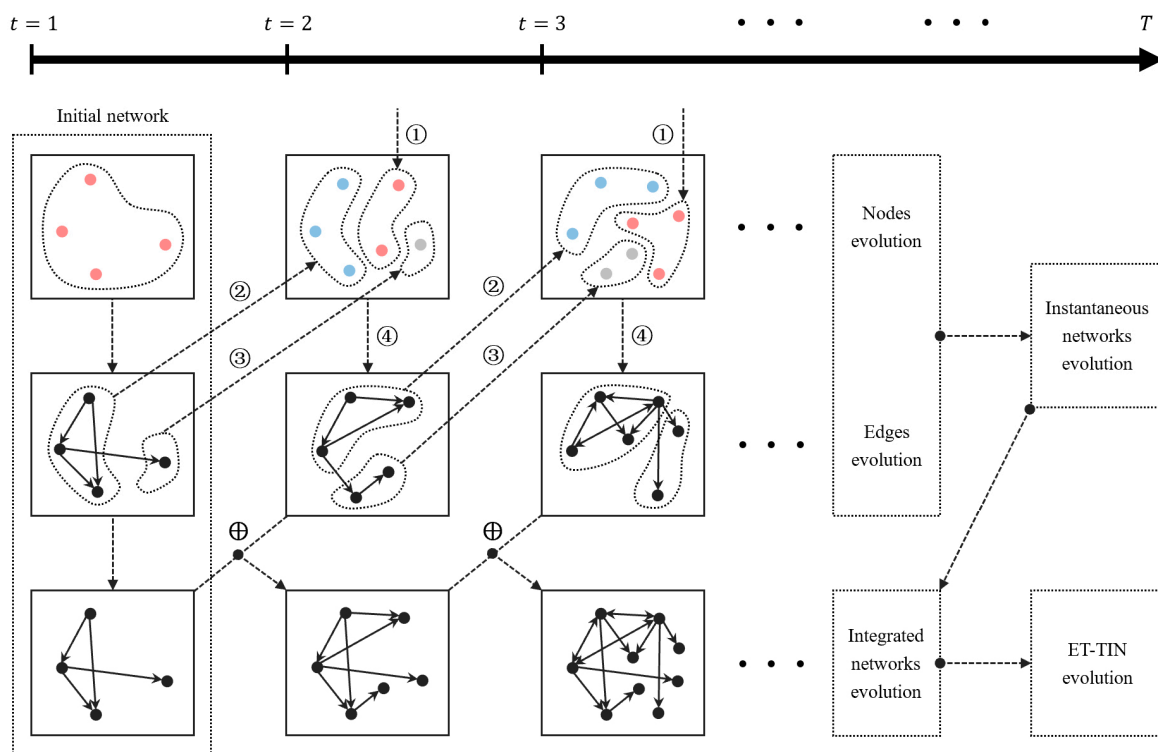 t = 1
t = 2
t = 3
T
Initial network
①
①
②
③
④
②
③
④
⊕
⊕
Nodes
evolution
Edges
evolution
Instantaneous
networks
evolution
Integrated
networks
evolution
ET-TIN
evolution